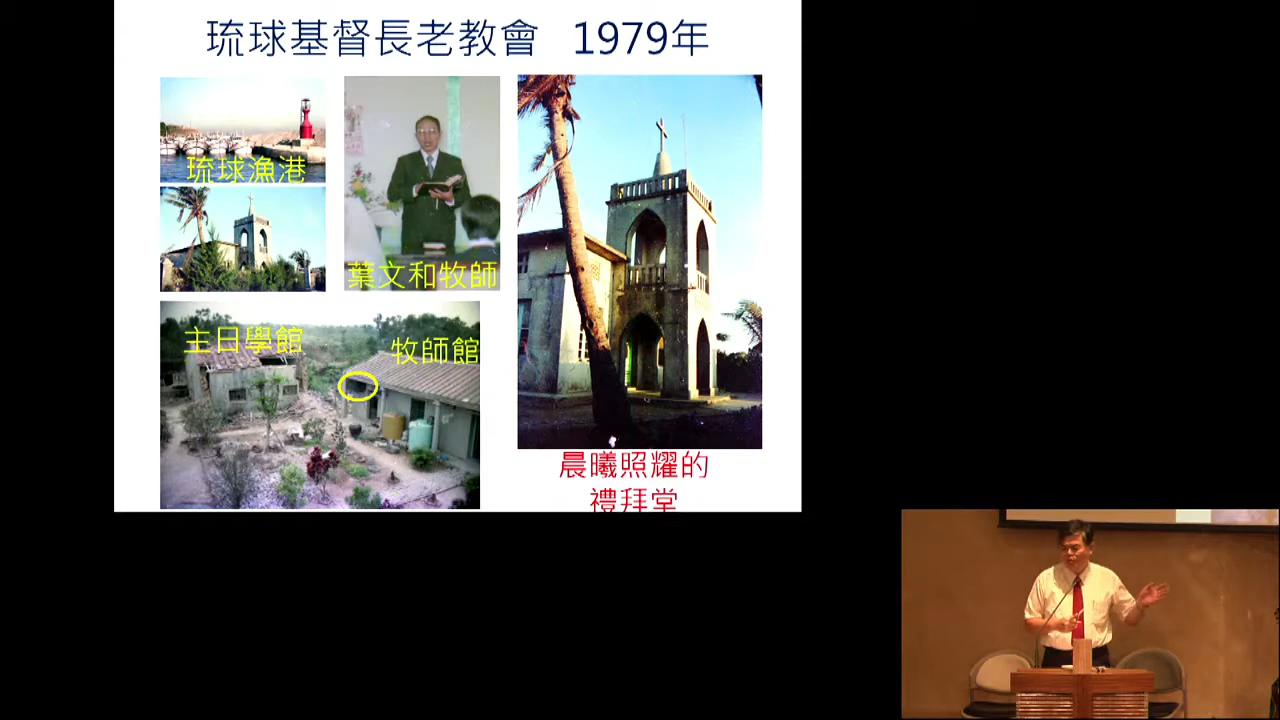 琉球基督長老教會 1979年
琉球漁港
葉文和牧師
主日學館
牧師館
晨曦照耀的
禮拜堂